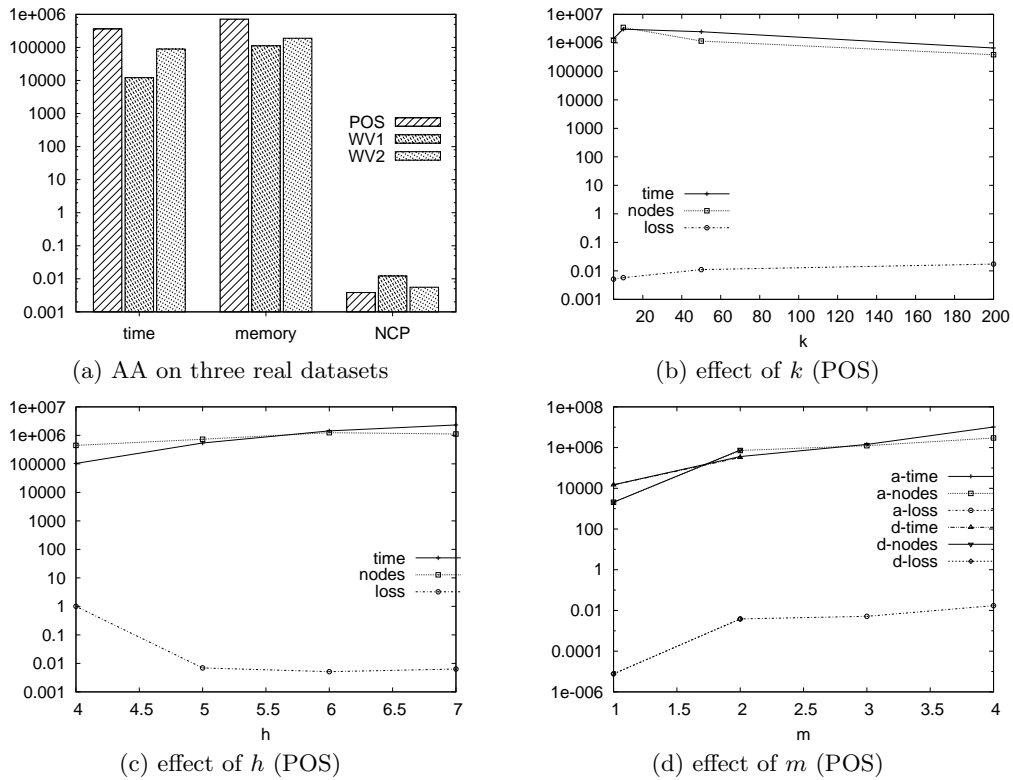 1e+006
100000
10000
1000
100
10
1
0.1
0.01
0.001
POS
WV1
WV2
time memory NCP
(a) AA on three real datasets
1e+007
1e+006
100000
10000
1000
100
10
1
0.1
0.01
0.001
time
nodes
loss
20 40 60 80 100 120 140 160 180 200
k
(b) effect of k (POS)
1e+007
1e+006
100000
10000
1000
100
10
1
0.1
0.01
0.001
time
nodes
loss
4 4.5 5 5.5 6 6.5 7
h
(c) effect of h (POS)
1e+008
1e+006
10000
100
1
0.01
0.0001
1e-006
a-time
a-nodes
a-loss
d-time
d-nodes
d-loss
1 1.5 2 2.5 3 3.5 4
m
(d) effect of m (POS)